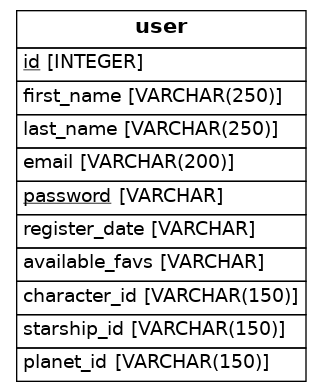 user
id [INTEGER]
first_name [VARCHAR(250)]
last_name [VARCHAR(250)]
email [VARCHAR(200)]
password [VARCHAR]
register_date [VARCHAR]
available_favs [VARCHAR]
character_id [VARCHAR(150)]
starship_id [VARCHAR(150)]
planet_id [VARCHAR(150)]